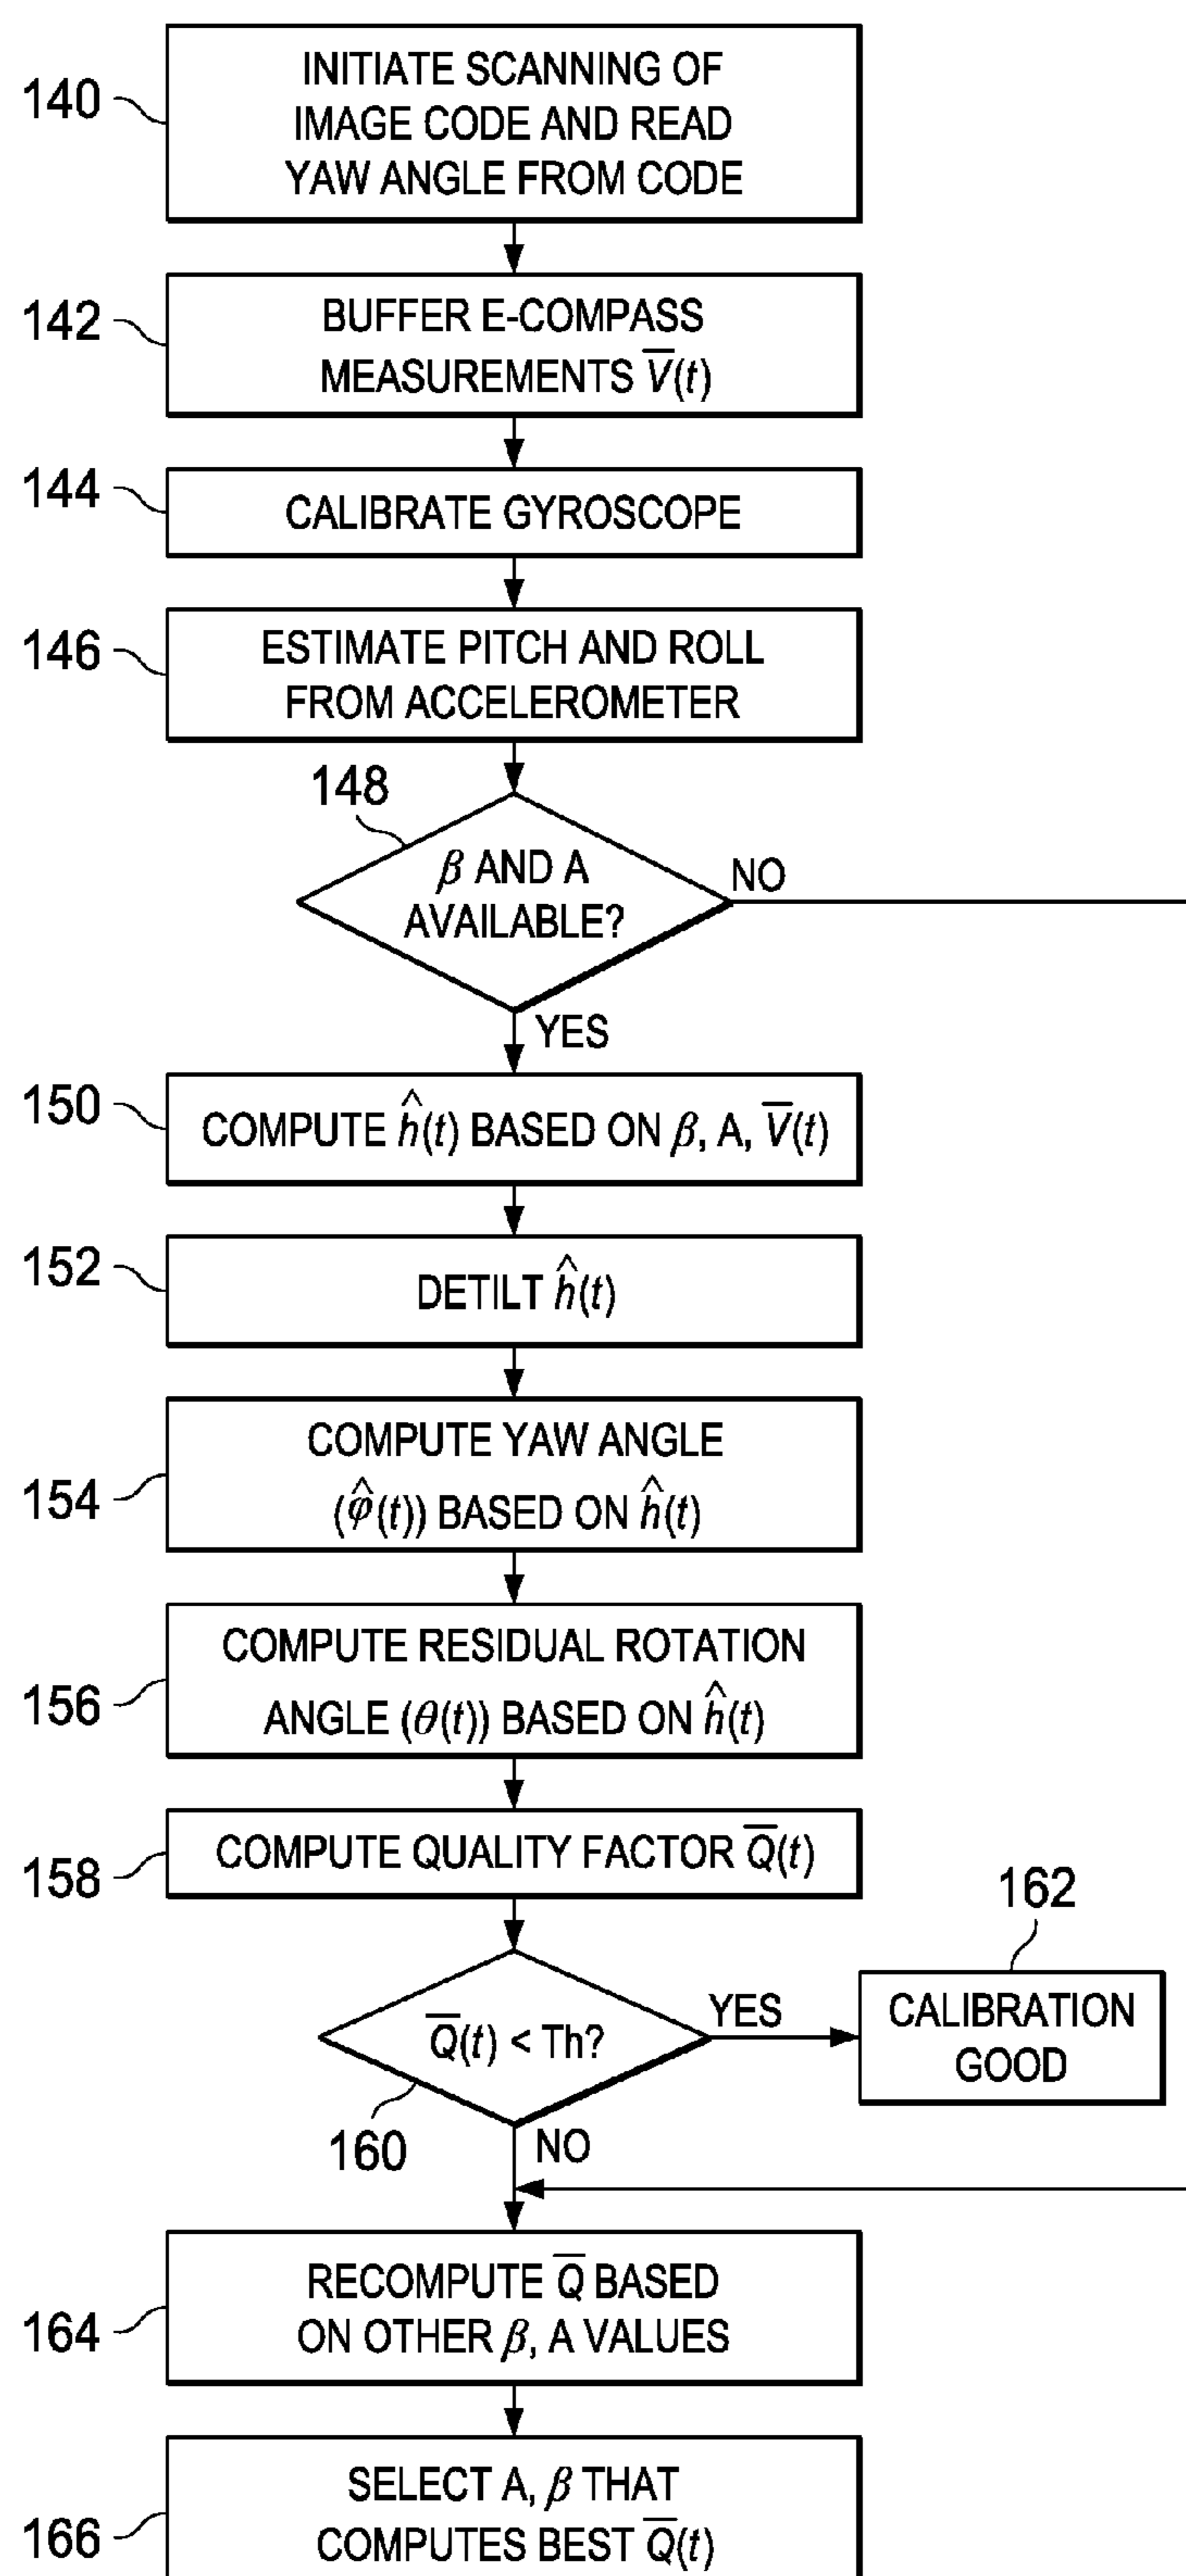 140
INITIATE SCANNING OF
IMAGE CODE AND READ
YAW ANGLE FROM CODE
142
BUFFER E-COMPASS
MEASUREMENTS V̅(t)
144
CALIBRATE GYROSCOPE
146
ESTIMATE PITCH AND ROLL
FROM ACCELEROMETER
148
β AND A
AVAILABLE?
NO
YES
150
COMPUTE ĥ(t) BASED ON β, A, V̅(t)
152
DETILT ĥ(t)
154
COMPUTE YAW ANGLE
(φ̂(t)) BASED ON ĥ(t)
156
COMPUTE RESIDUAL ROTATION
ANGLE (θ(t)) BASED ON ĥ(t)
158
COMPUTE QUALITY FACTOR Q̅(t)
160
Q̅(t) < Th?
YES
162
CALIBRATION
GOOD
NO
164
RECOMPUTE Q̅ BASED
ON OTHER β, A VALUES
166
SELECT A, β THAT
COMPUTES BEST Q̅(t)